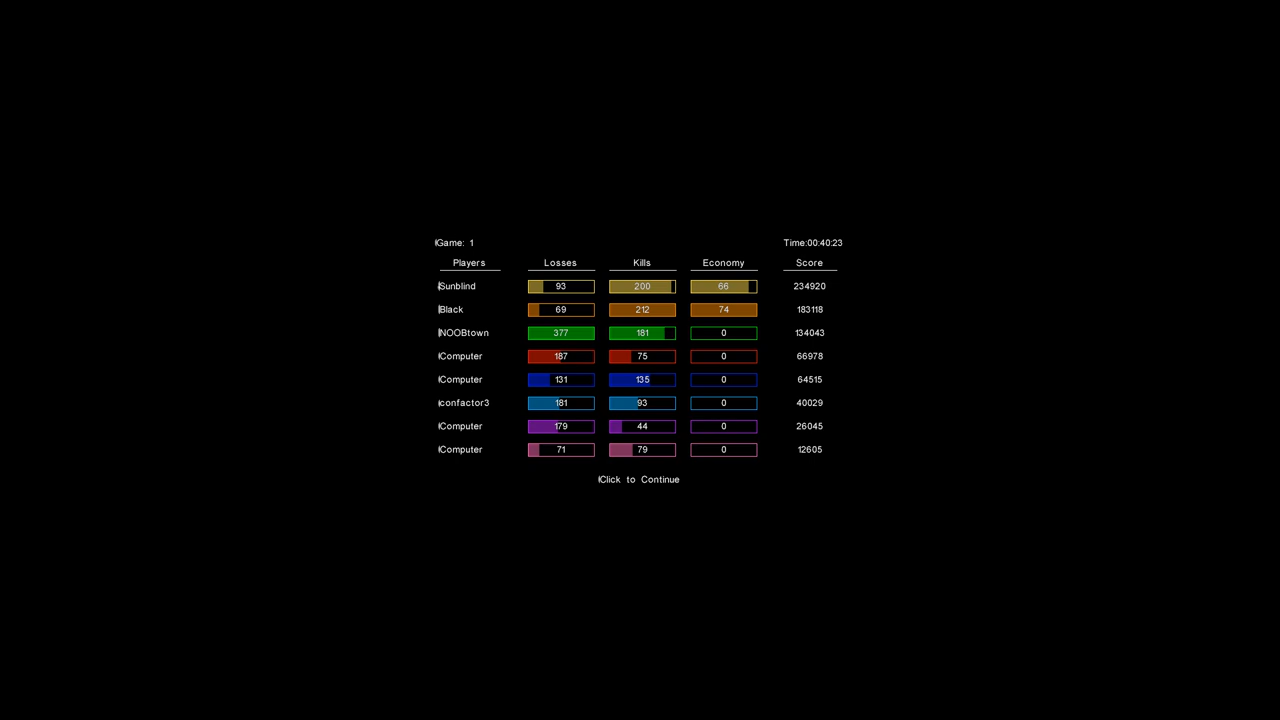 Game: 1 Time:00:40:23
Players Losses Kills Economy Score
Sunblind 93 200 66 234920
Black 69 212 74 183118
NOOBtown 377 181 0 134043
Computer 187 75 0 66978
Computer 131 135 0 64515
confactor3 181 93 0 40029
Computer 179 44 0 26045
Computer 71 79 0 12605
Click to Continue